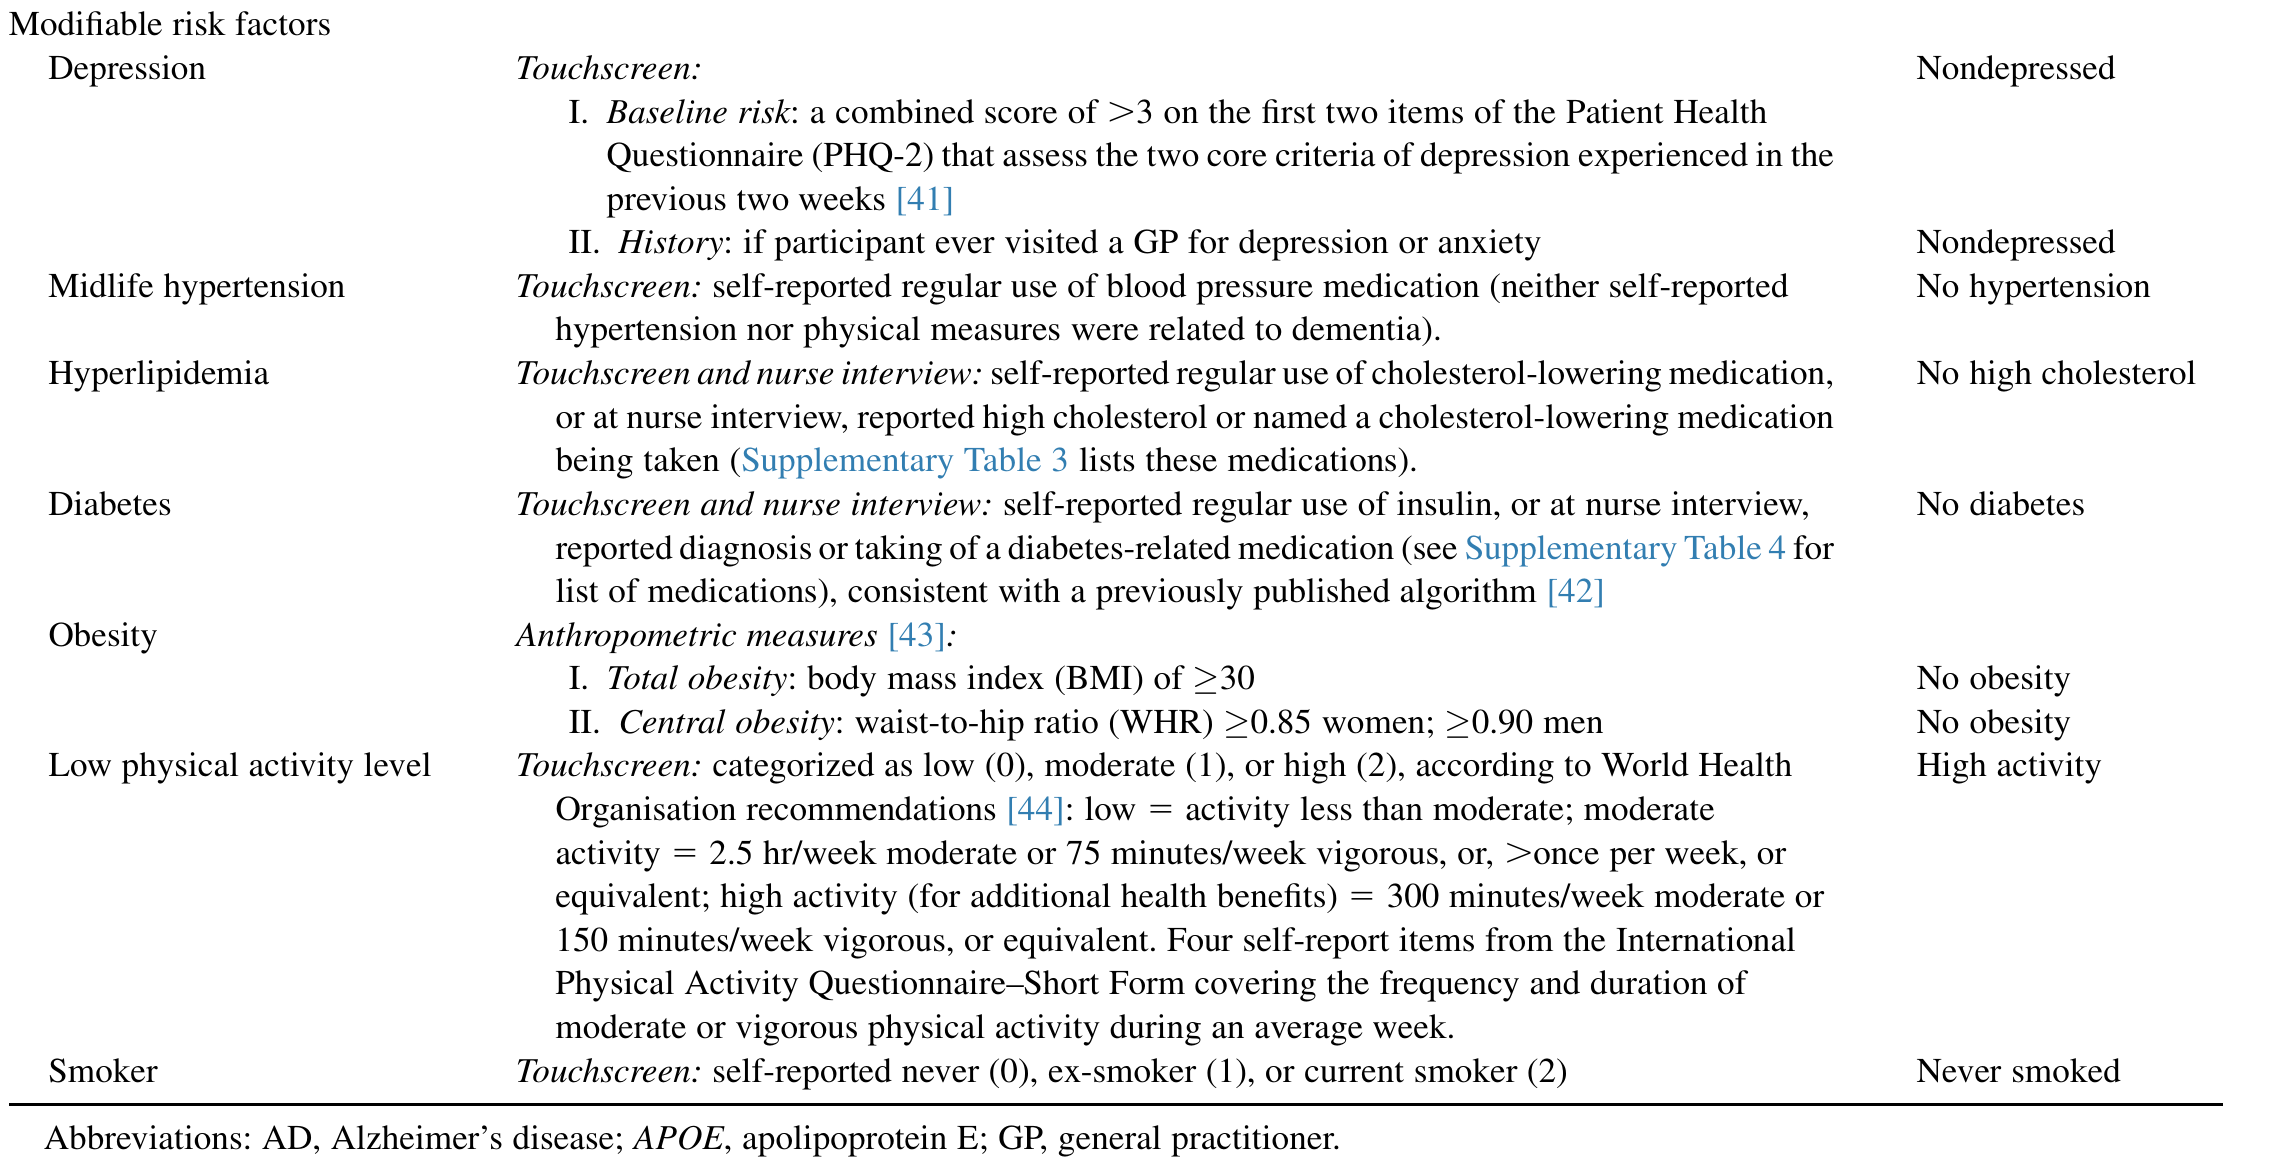 Modifiable risk factors
Depression Touchscreen: Nondepressed
I. Baseline risk: a combined score of >3 on the first two items of the Patient Health
Questionnaire (PHQ-2) that assess the two core criteria of depression experienced in the
previous two weeks [41]
II. History: if participant ever visited a GP for depression or anxiety Nondepressed
Midlife hypertension Touchscreen: self-reported regular use of blood pressure medication (neither self-reported No hypertension
hypertension nor physical measures were related to dementia).
Hyperlipidemia Touchscreen and nurse interview: self-reported regular use of cholesterol-lowering medication, No high cholesterol
or at nurse interview, reported high cholesterol or named a cholesterol-lowering medication
being taken (Supplementary Table 3 lists these medications).
Diabetes Touchscreen and nurse interview: self-reported regular use of insulin, or at nurse interview, No diabetes
reported diagnosis or taking of a diabetes-related medication (see Supplementary Table 4 for
list of medications), consistent with a previously published algorithm [42]
Obesity Anthropometric measures [43]:
I. Total obesity: body mass index (BMI) of ≥30 No obesity
II. Central obesity: waist-to-hip ratio (WHR) ≥0.85 women; ≥0.90 men No obesity
Low physical activity level Touchscreen: categorized as low (0), moderate (1), or high (2), according to World Health High activity
Organisation recommendations [44]: low = activity less than moderate; moderate
activity = 2.5 hr/week moderate or 75 minutes/week vigorous, or, >once per week, or
equivalent; high activity (for additional health benefits) = 300 minutes/week moderate or
150 minutes/week vigorous, or equivalent. Four self-report items from the International
Physical Activity Questionnaire–Short Form covering the frequency and duration of
moderate or vigorous physical activity during an average week.
Smoker Touchscreen: self-reported never (0), ex-smoker (1), or current smoker (2) Never smoked
Abbreviations: AD, Alzheimer's disease; APOE, apolipoprotein E; GP, general practitioner.